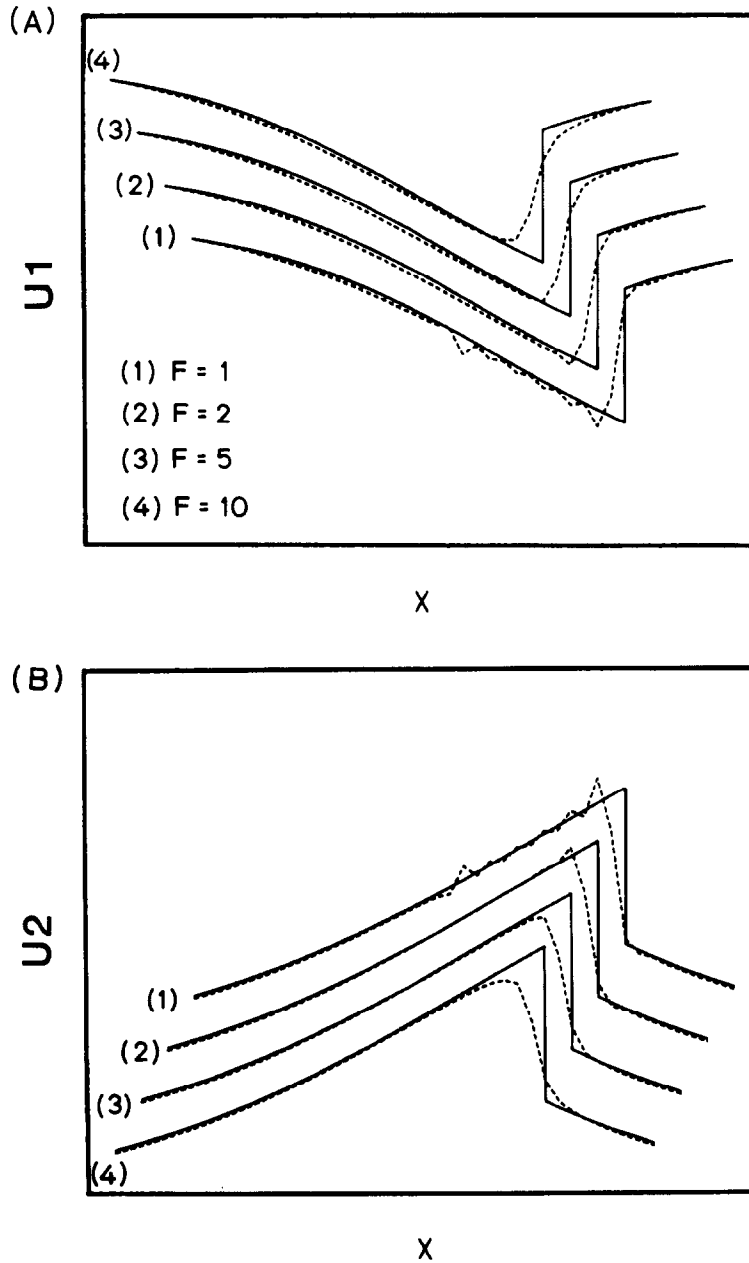 (A)
(4)
(3)
(2)
(1)
U1
(1) F = 1
(2) F = 2
(3) F = 5
(4) F = 10
X
(B)
U2
(1)
(2)
(3)
(4)
X